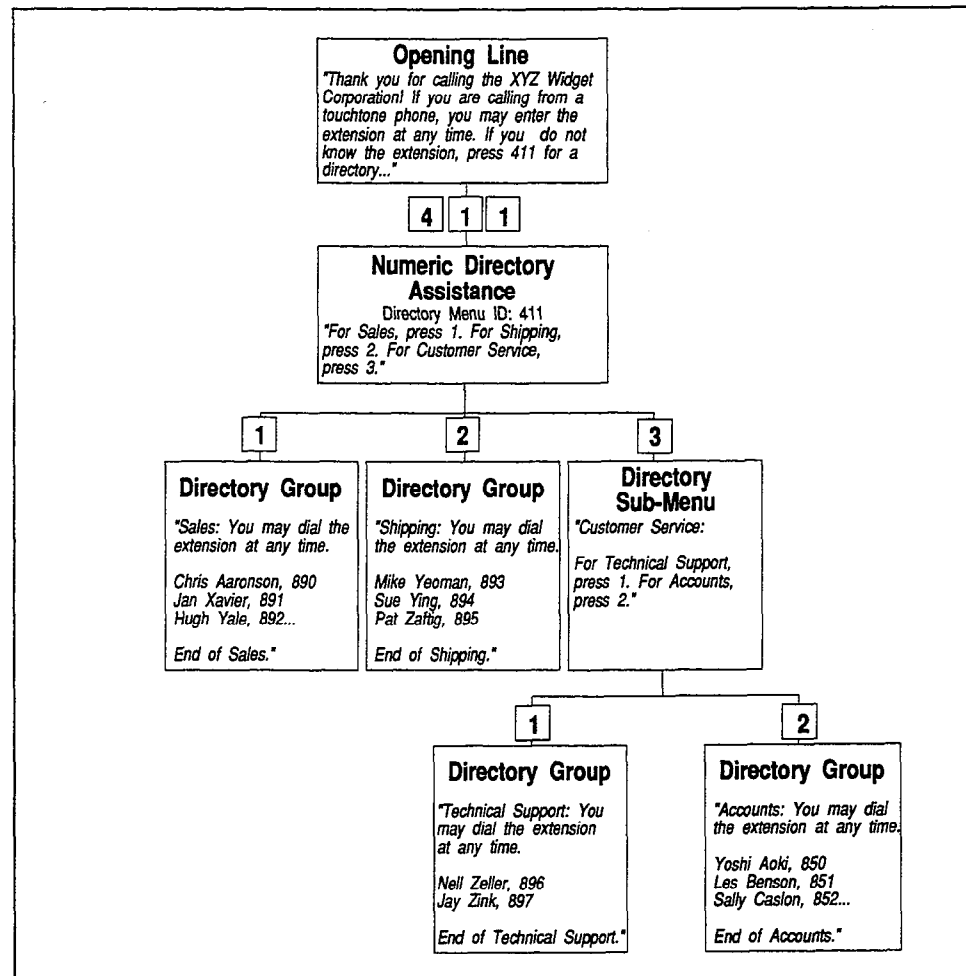 Opening Line
"Thank you for calling the XYZ Widget
Corporation! If you are calling from a
touchtone phone, you may enter the
extension at any time. If you do not
know the extension, press 411 for a
directory..."
4 1 1
Numeric Directory
Assistance
Directory Menu ID: 411
"For Sales, press 1. For Shipping,
press 2. For Customer Service,
press 3."
1
2
3
Directory Group
"Sales: You may dial the
extension at any time.
Chris Aaronson, 890
Jan Xavier, 891
Hugh Yale, 892...
End of Sales."
Directory Group
"Shipping: You may dial
the extension at any time.
Mike Yeoman, 893
Sue Ying, 894
Pat Zaftig, 895
End of Shipping."
Directory
Sub-Menu
"Customer Service:
For Technical Support,
press 1. For Accounts,
press 2."
1
2
Directory Group
"Technical Support: You
may dial the extension
at any time.
Nell Zeller, 896
Jay Zink, 897
End of Technical Support."
Directory Group
"Accounts: You may dial
the extension at any time.
Yoshi Aoki, 850
Les Benson, 851
Sally Caslon, 852...
End of Accounts."